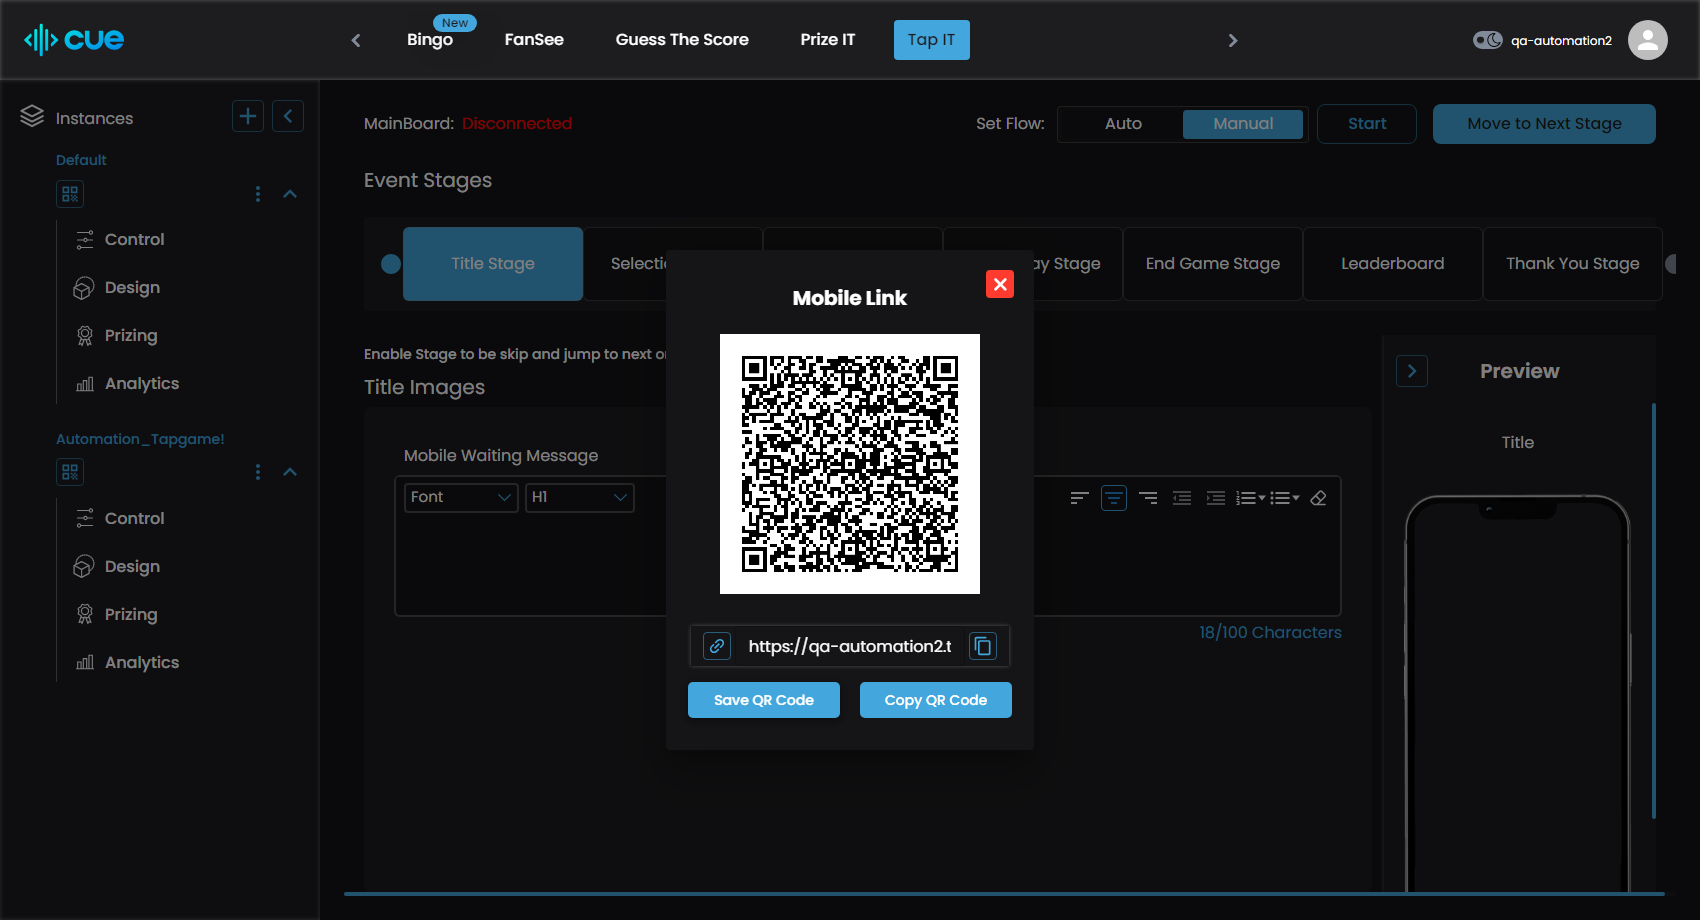 cue
Bingo
New
FanSee
Guess The Score
Prize IT
Tap IT
qa-automation2
Instances
Default
Control
Design
Prizing
Analytics
Automation_Tapgame!
Control
Design
Prizing
Analytics
MainBoard: Disconnected
Set Flow:
Auto
Manual
Start
Move to Next Stage
Event Stages
Title Stage
Selectio
ay Stage
End Game Stage
Leaderboard
Thank You Stage
Enable Stage to be skip and jump to next
Title Images
Mobile Waiting Message
Font
H1
18/100 Characters
Preview
Title
Mobile Link
https://qa-automation2.t
Save QR Code
Copy QR Code